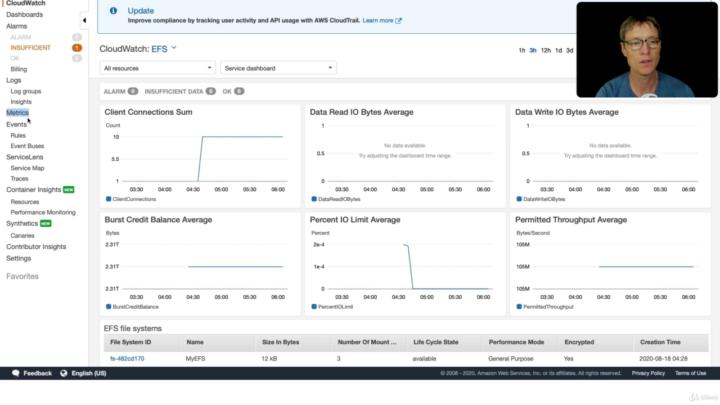 CloudWatch
Dashboards
Alarms
ALARM 0
INSUFFICIENT 1
OK 0
Billing
Logs
Log groups
Insights
Metrics
Events
Rules
Event Buses
ServiceLens
Service Map
Traces
Container Insights NEW
Resources
Performance Monitoring
Synthetics NEW
Canaries
Contributor Insights
Settings
Favorites
Update
Improve compliance by tracking user activity and API usage with AWS CloudTrail. Learn more
CloudWatch: EFS
1h 3h 12h 1d 3d
All resources
Service dashboard
ALARM 0 INSUFFICIENT DATA 0 OK 0
Client Connections Sum
Count
10
5.5
1
03:30 04:00 04:30 05:00 05:30 06:00
ClientConnections
Data Read IO Bytes Average
1
0.5
0
No data available.
Try adjusting the dashboard time range.
03:30 04:00 04:30 05:00 05:30 06:00
DataReadIOBytes
Data Write IO Bytes Average
1
0.5
0
No data available.
Try adjusting the dashboard time range.
03:30 04:00 04:30 05:00 05:30 06:00
DataWriteIOBytes
Burst Credit Balance Average
Bytes
2.31T
2.31T
2.31T
03:30 04:00 04:30 05:00 05:30 06:00
BurstCreditBalance
Percent IO Limit Average
Percent
2e-4
1e-4
0
03:30 04:00 04:30 05:00 05:30 06:00
PercentIOLimit
Permitted Throughput Average
Bytes/Second
105M
105M
105M
03:30 04:00 04:30 05:00 05:30 06:00
PermittedThroughput
EFS file systems
File System ID Name Size In Bytes Number Of Mount ... Life Cycle State Performance Mode Encrypted Creation Time
fs-482cd170 MyEFS 12 kB 3 available General Purpose Yes 2020-08-18 04:28
Feedback English (US) © 2008 - 2020, Amazon Web Services, Inc. or its affiliates. All rights reserved. Privacy Policy Terms of Use